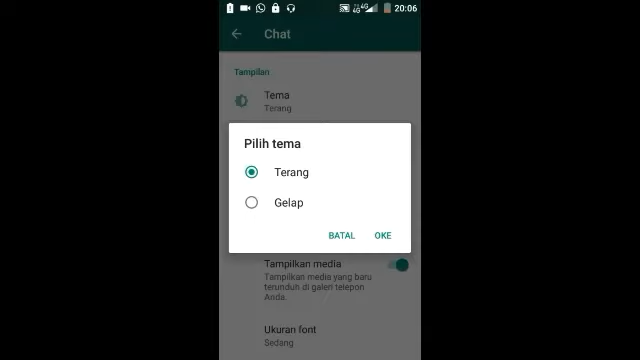 20:06
Chat
Tampilan
Tema
Terang
Pilih tema
Terang
Gelap
BATAL OKE
Tampilkan media
Tampilkan media yang baru
terunduh di galeri telepon
Anda.
Ukuran font
Sedang